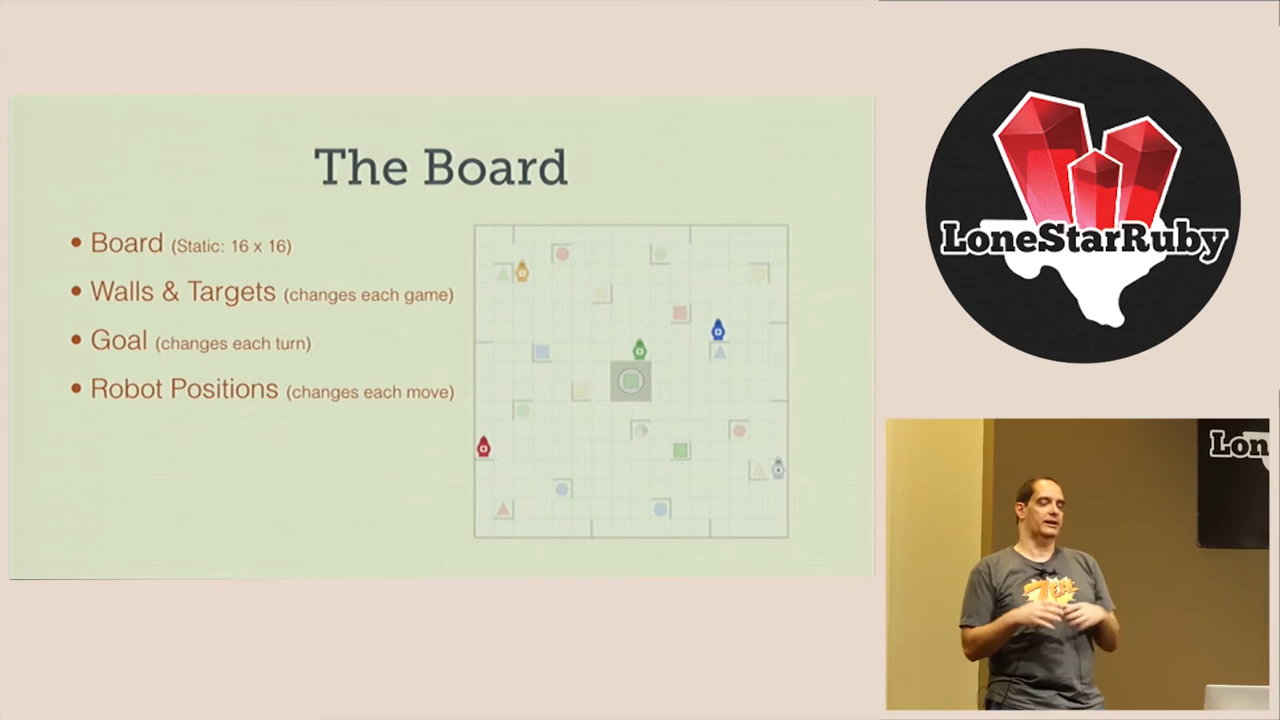 The Board
• Board (Static: 16 x 16)
• Walls & Targets (changes each game)
• Goal (changes each turn)
• Robot Positions (changes each move)
LoneStarRuby
Lon
ZEAL